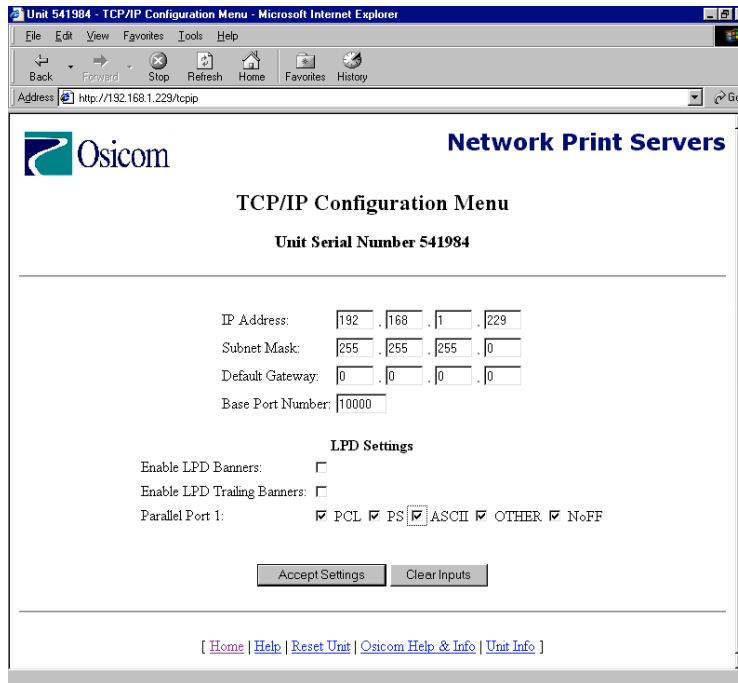 Unit 541984 - TCP/IP Configuration Menu - Microsoft Internet Explorer
File Edit View Favorites Tools Help
Back Forward Stop Refresh Home Favorites History
Address http://192.168.1.229/tcpip Go
Osicom
Network Print Servers
TCP/IP Configuration Menu
Unit Serial Number 541984
IP Address: 192 . 168 . 1 . 229
Subnet Mask: 255 . 255 . 255 . 0
Default Gateway: 0 . 0 . 0 . 0
Base Port Number: 10000
LPD Settings
Enable LPD Banners:
Enable LPD Trailing Banners:
Parallel Port 1: PCL PS ASCII OTHER NoFF
Accept Settings Clear Inputs
[ Home | Help | Reset Unit | Osicom Help & Info | Unit Info ]